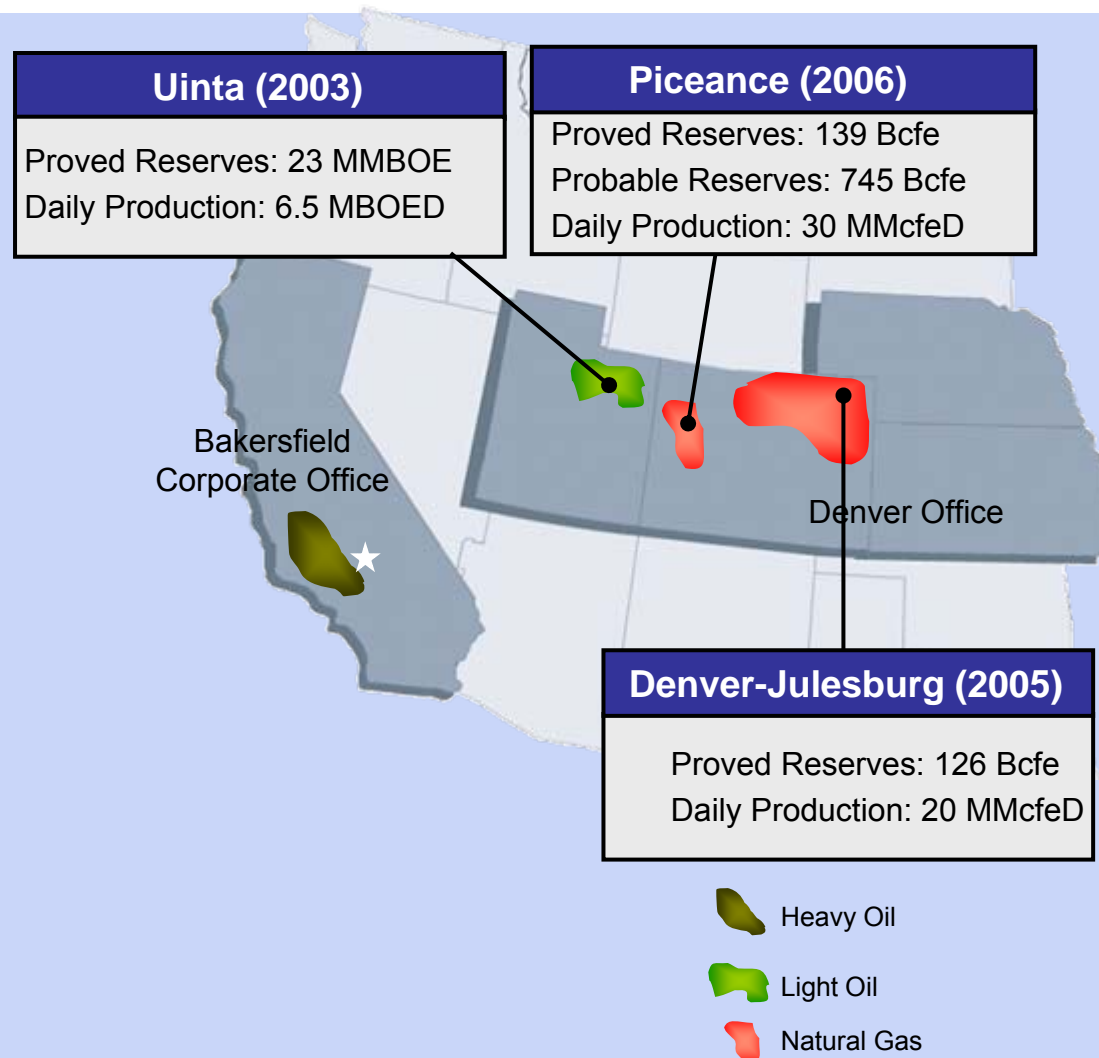 Uinta (2003)
Proved Reserves: 23 MMBOE
Daily Production: 6.5 MBOED
Piceance (2006)
Proved Reserves: 139 Bcfe
Probable Reserves: 745 Bcfe
Daily Production: 30 MMcfeD
Bakersfield
Corporate Office
Denver Office
Denver-Julesburg (2005)
Proved Reserves: 126 Bcfe
Daily Production: 20 MMcfeD
Heavy Oil
Light Oil
Natural Gas